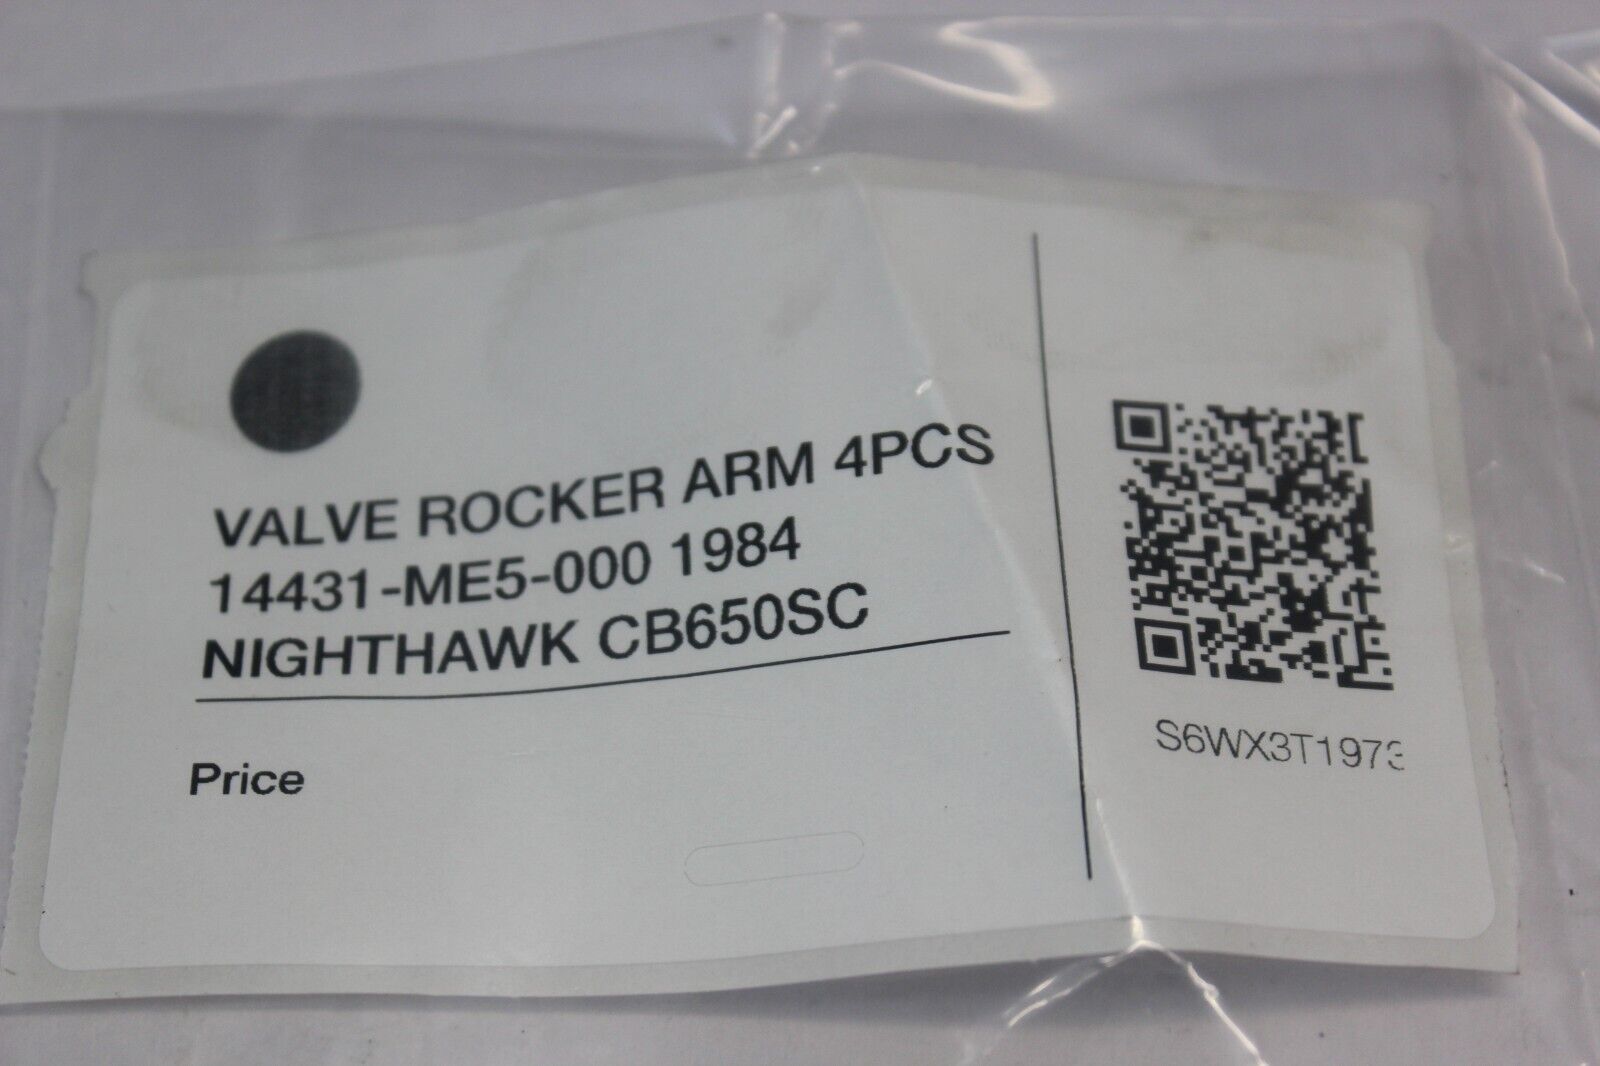 VALVE ROCKER ARM 4PCS
14431-ME5-000 1984
NIGHTHAWK CB650SC
Price
S6WX3T1973